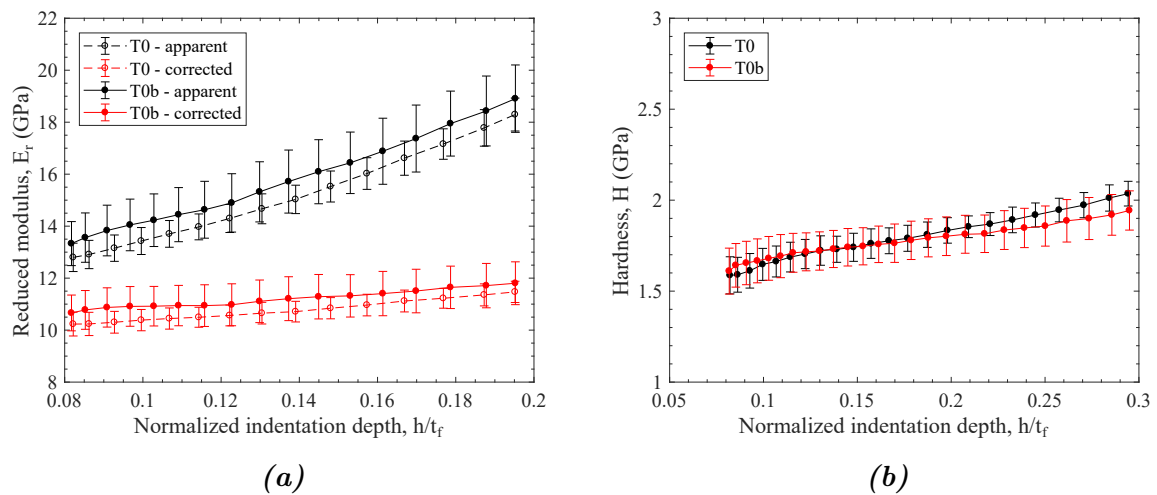 22
20
18
16
14
12
10
8
Reduced modulus, E_r (GPa)
T0 - apparent
T0 - corrected
T0b - apparent
T0b - corrected
0.08 0.1 0.12 0.14 0.16 0.18 0.2
Normalized indentation depth, h/t_f
(a)
3
2.5
2
1.5
1
Hardness, H (GPa)
T0
T0b
0.05 0.1 0.15 0.2 0.25 0.3
Normalized indentation depth, h/t_f
(b)